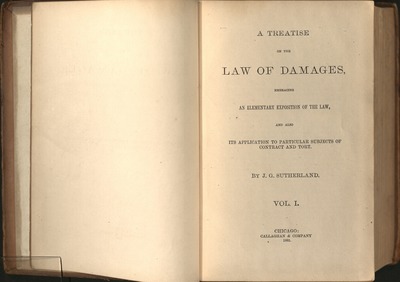 A TREATISE
ON THE
LAW OF DAMAGES,
EMBRACING
AN ELEMENTARY EXPOSITION OF THE LAW,
AND ALSO
ITS APPLICATION TO PARTICULAR SUBJECTS OF
CONTRACT AND TORT.
BY J. G. SUTHERLAND.
VOL. I.
CHICAGO:
CALLAGHAN & COMPANY